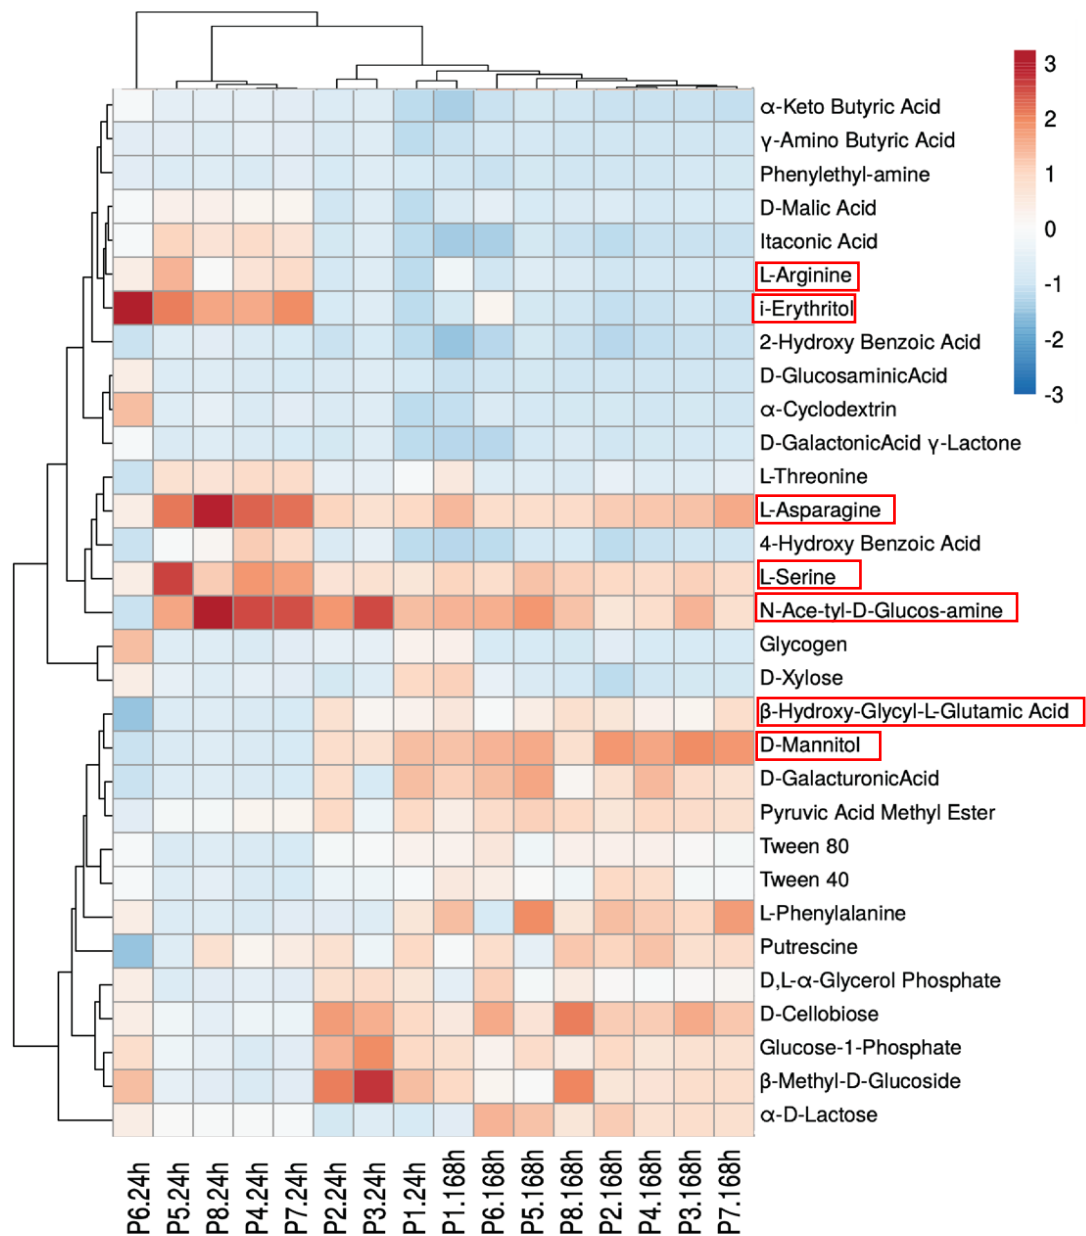 3
2
1
0
-1
-2
-3
α-Keto Butyric Acid
γ-Amino Butyric Acid
Phenylethyl-amine
D-Malic Acid
Itaconic Acid
L-Arginine
i-Erythritol
2-Hydroxy Benzoic Acid
D-GlucosaminicAcid
α-Cyclodextrin
D-GalactonicAcid γ-Lactone
L-Threonine
L-Asparagine
4-Hydroxy Benzoic Acid
L-Serine
N-Ace-tyl-D-Glucos-amine
Glycogen
D-Xylose
β-Hydroxy-Glycyl-L-Glutamic Acid
D-Mannitol
D-GalacturonicAcid
Pyruvic Acid Methyl Ester
Tween 80
Tween 40
L-Phenylalanine
Putrescine
D,L-α-Glycerol Phosphate
D-Cellobiose
Glucose-1-Phosphate
β-Methyl-D-Glucoside
α-D-Lactose
P6.24h
P5.24h
P8.24h
P4.24h
P7.24h
P2.24h
P3.24h
P1.24h
P1.168h
P6.168h
P5.168h
P8.168h
P2.168h
P4.168h
P3.168h
P7.168h